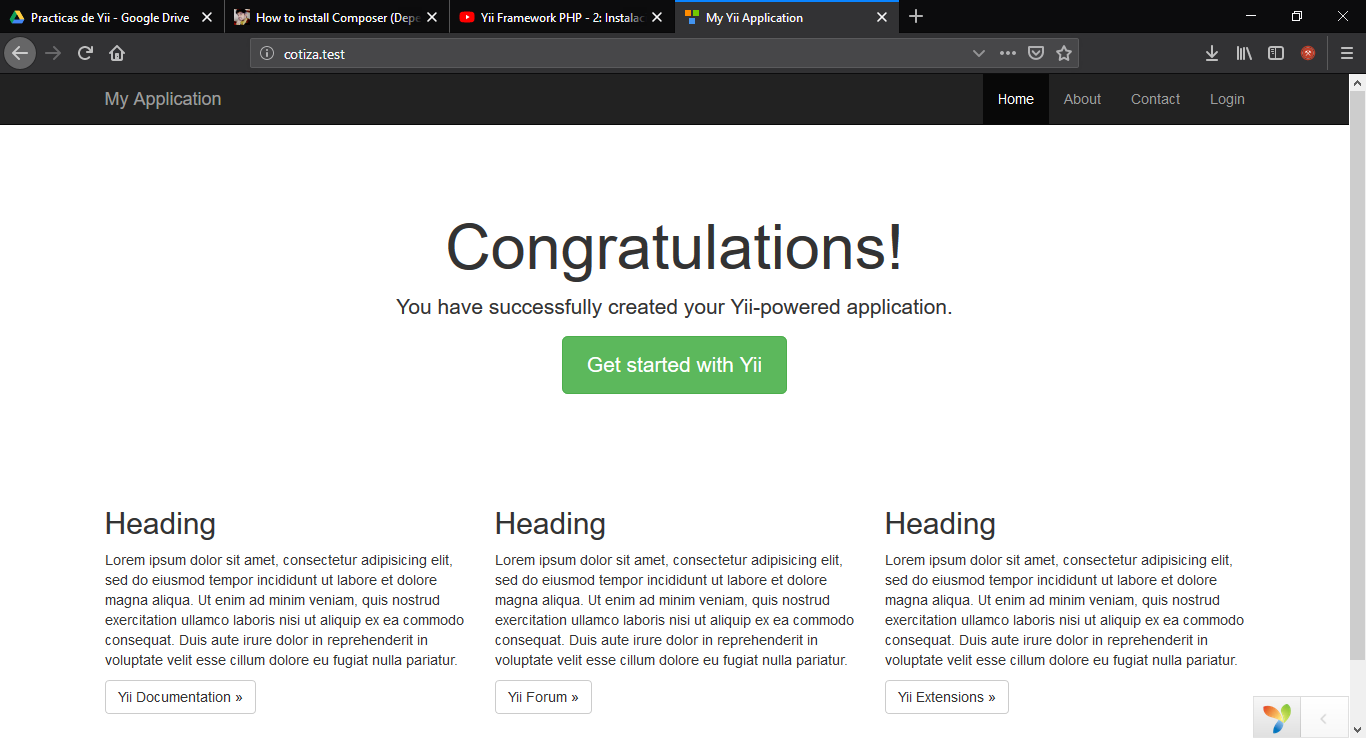 Practicas de Yii - Google Drive
How to install Composer (Depe
Yii Framework PHP - 2: Instalac
My Yii Application
cotiza.test
My Application
Home
About
Contact
Login
Congratulations!
You have successfully created your Yii-powered application.
Get started with Yii
Heading
Lorem ipsum dolor sit amet, consectetur adipisicing elit,
sed do eiusmod tempor incididunt ut labore et dolore
magna aliqua. Ut enim ad minim veniam, quis nostrud
exercitation ullamco laboris nisi ut aliquip ex ea commodo
consequat. Duis aute irure dolor in reprehenderit in
voluptate velit esse cillum dolore eu fugiat nulla pariatur.
Yii Documentation »
Heading
Lorem ipsum dolor sit amet, consectetur adipisicing elit,
sed do eiusmod tempor incididunt ut labore et dolore
magna aliqua. Ut enim ad minim veniam, quis nostrud
exercitation ullamco laboris nisi ut aliquip ex ea commodo
consequat. Duis aute irure dolor in reprehenderit in
voluptate velit esse cillum dolore eu fugiat nulla pariatur.
Yii Forum »
Heading
Lorem ipsum dolor sit amet, consectetur adipisicing elit,
sed do eiusmod tempor incididunt ut labore et dolore
magna aliqua. Ut enim ad minim veniam, quis nostrud
exercitation ullamco laboris nisi ut aliquip ex ea commodo
consequat. Duis aute irure dolor in reprehenderit in
voluptate velit esse cillum dolore eu fugiat nulla pariatur.
Yii Extensions »